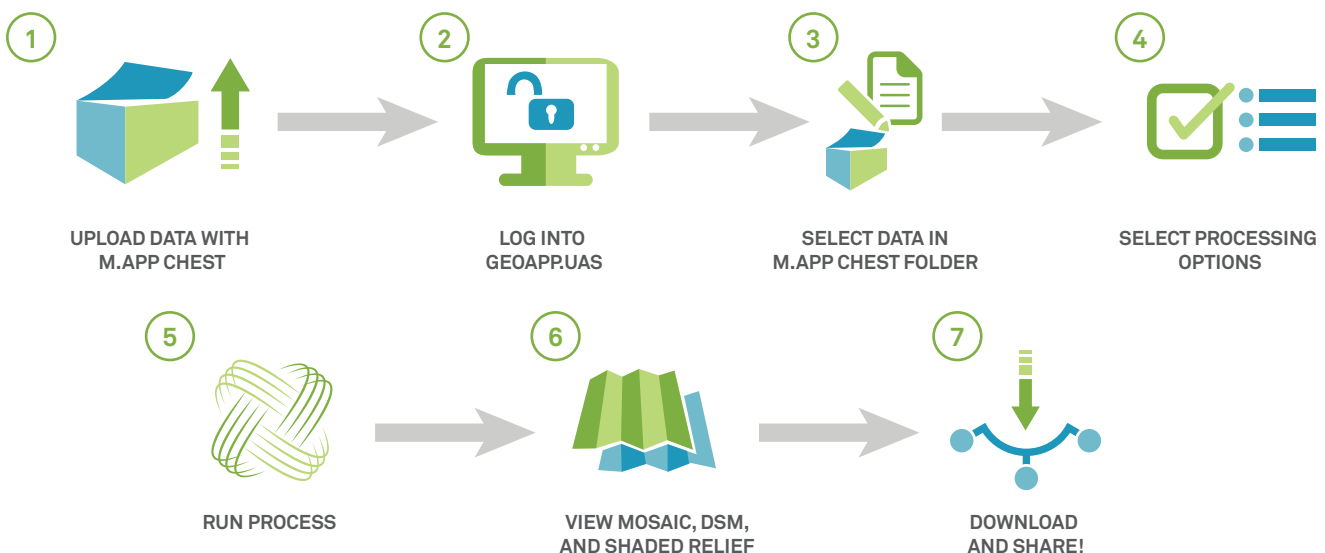 1
UPLOAD DATA WITH
M.APP CHEST
2
LOG INTO
GEOAPP.UAS
3
SELECT DATA IN
M.APP CHEST FOLDER
4
SELECT PROCESSING
OPTIONS
5
RUN PROCESS
6
VIEW MOSAIC, DSM,
AND SHADED RELIEF
7
DOWNLOAD
AND SHARE!